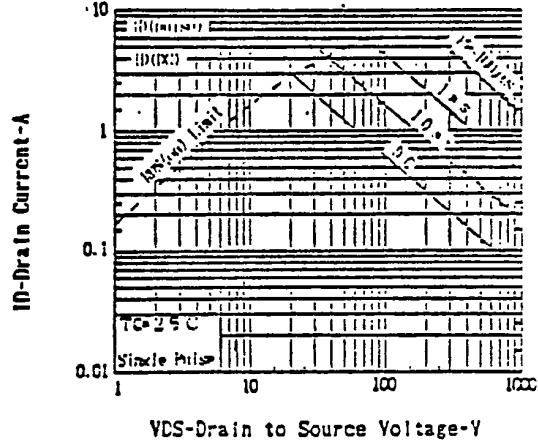 10
ID(pulse)
ID(DC)
1
0.1
0.01
RDS(on) Limit
1ms
10ms
DC
TC=25C
Single Pulse
1
10
100
1000
ID-Drain Current-A
VDS-Drain to Source Voltage-V